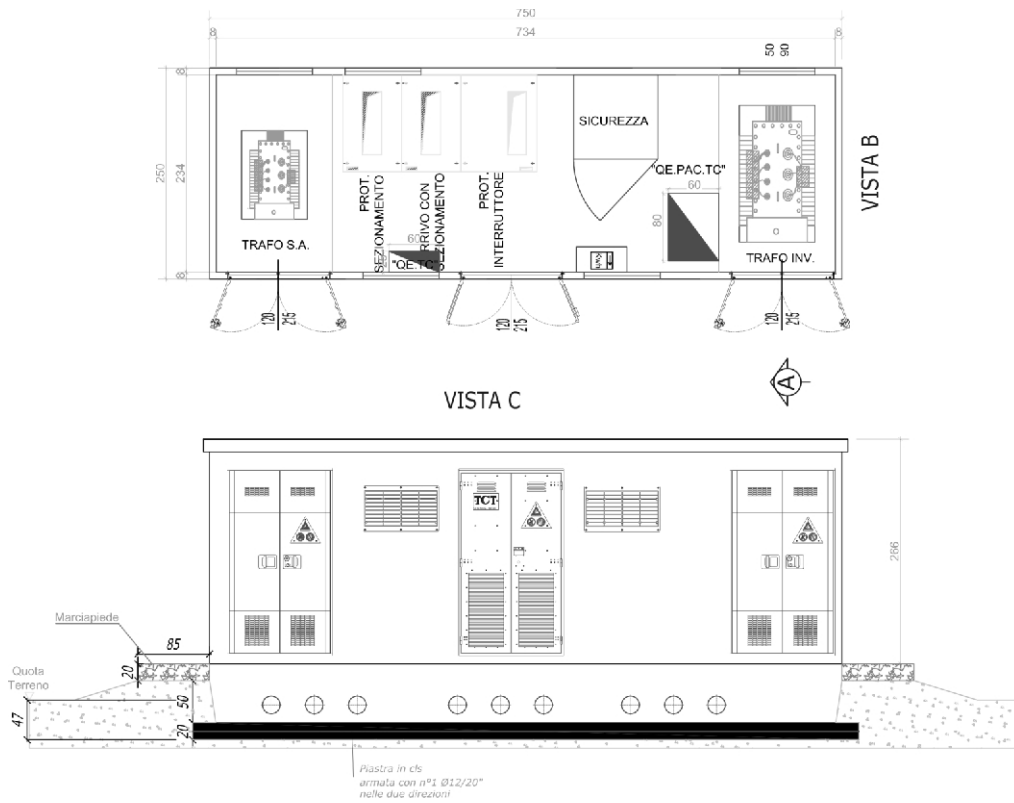 750
8
734
8
50
90
8
SICUREZZA
"QE.PAC.TC"
60
VISTA B
250
234
PROT.
SEZIONAMENTO
ARRIVO CON
SEZIONAMENTO
PROT.
INTERRUTTORE
80
60
TRAFO S.A.
"QE.TC"
TRAFO INV.
8
120
215
120
215
120
215
A
VISTA C
TCT
266
Marciapiede
85
20
Quota
Terreno
50
47
20
Piastra in cls
armata con n°1 Ø12/20"
nelle due direzioni